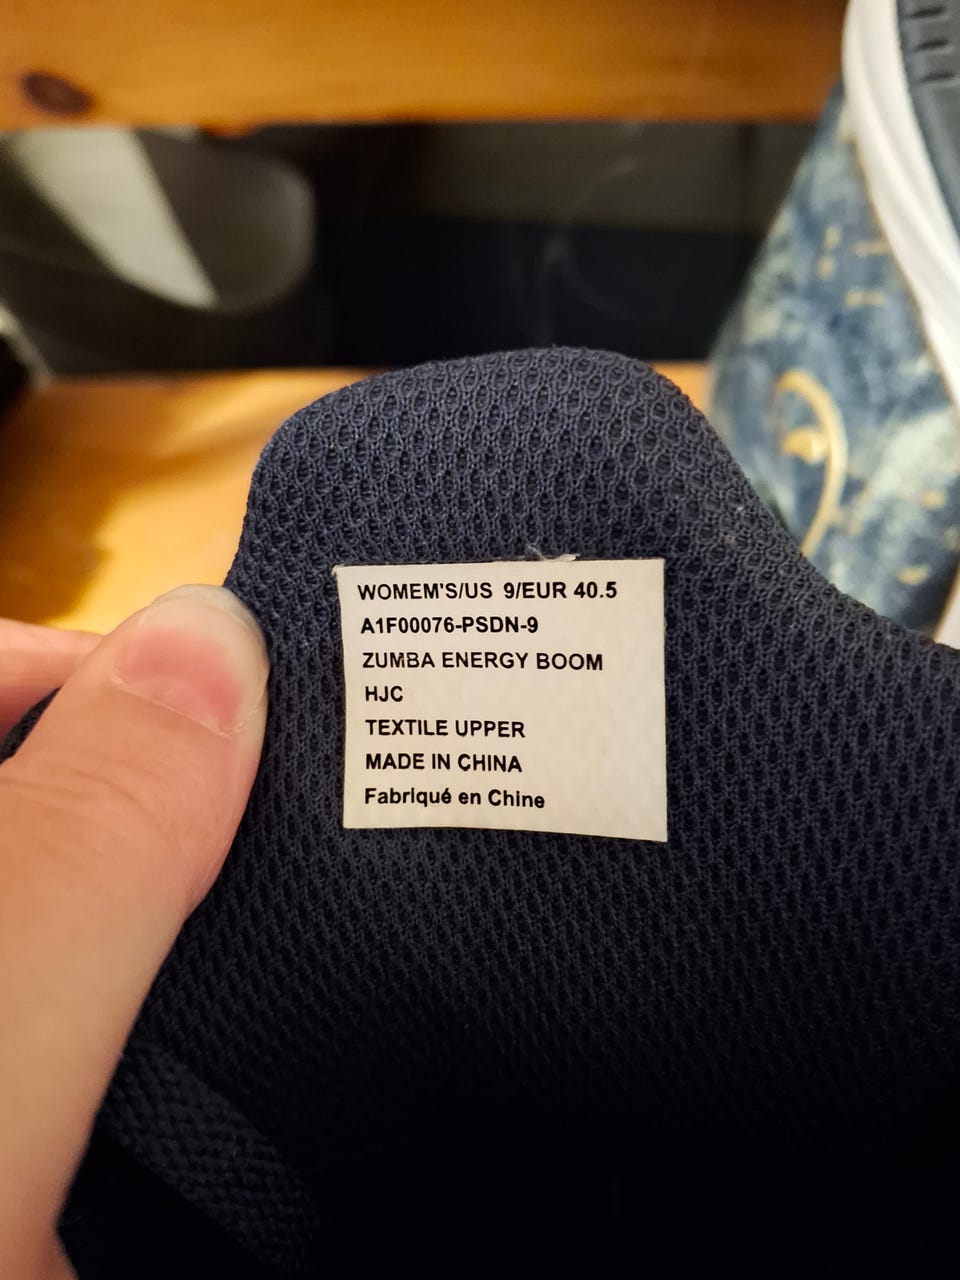 WOMEM'S/US 9/EUR 40.5
A1F00076-PSDN-9
ZUMBA ENERGY BOOM
HJC
TEXTILE UPPER
MADE IN CHINA
Fabriqué en Chine